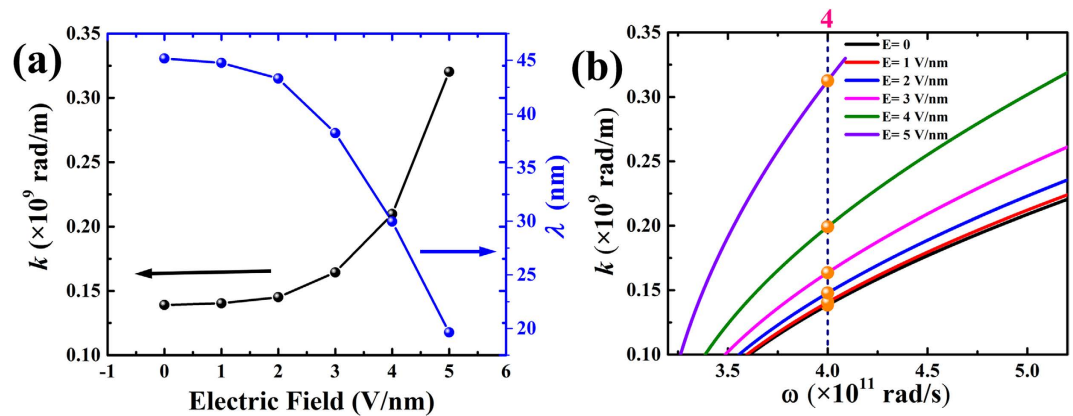 (a)
0.35
0.30
0.25
0.20
0.15
0.10
k (×10⁹ rad/m)
-1 0 1 2 3 4 5 6
Electric Field (V/nm)
45
40
35
30
25
20
λ (nm)
4
(b)
0.35
0.30
0.25
0.20
0.15
0.10
k (×10⁹ rad/m)
E= 0
E= 1 V/nm
E= 2 V/nm
E= 3 V/nm
E= 4 V/nm
E= 5 V/nm
3.5 4.0 4.5 5.0
ω (×10¹¹ rad/s)